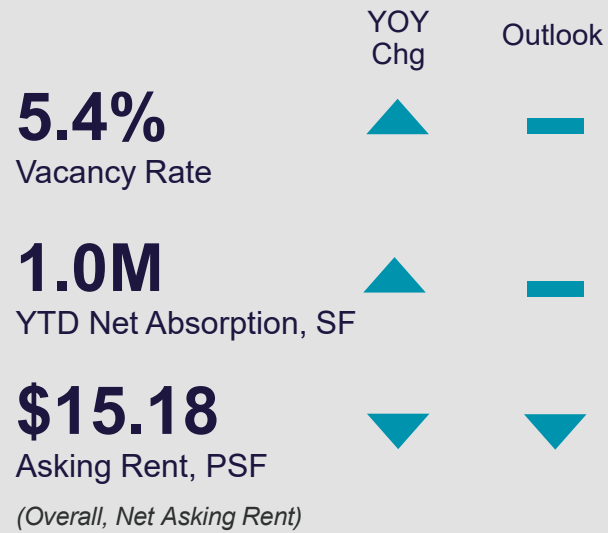 YOY
Chg
Outlook
5.4%
Vacancy Rate
1.0M
YTD Net Absorption, SF
$15.18
Asking Rent, PSF
(Overall, Net Asking Rent)